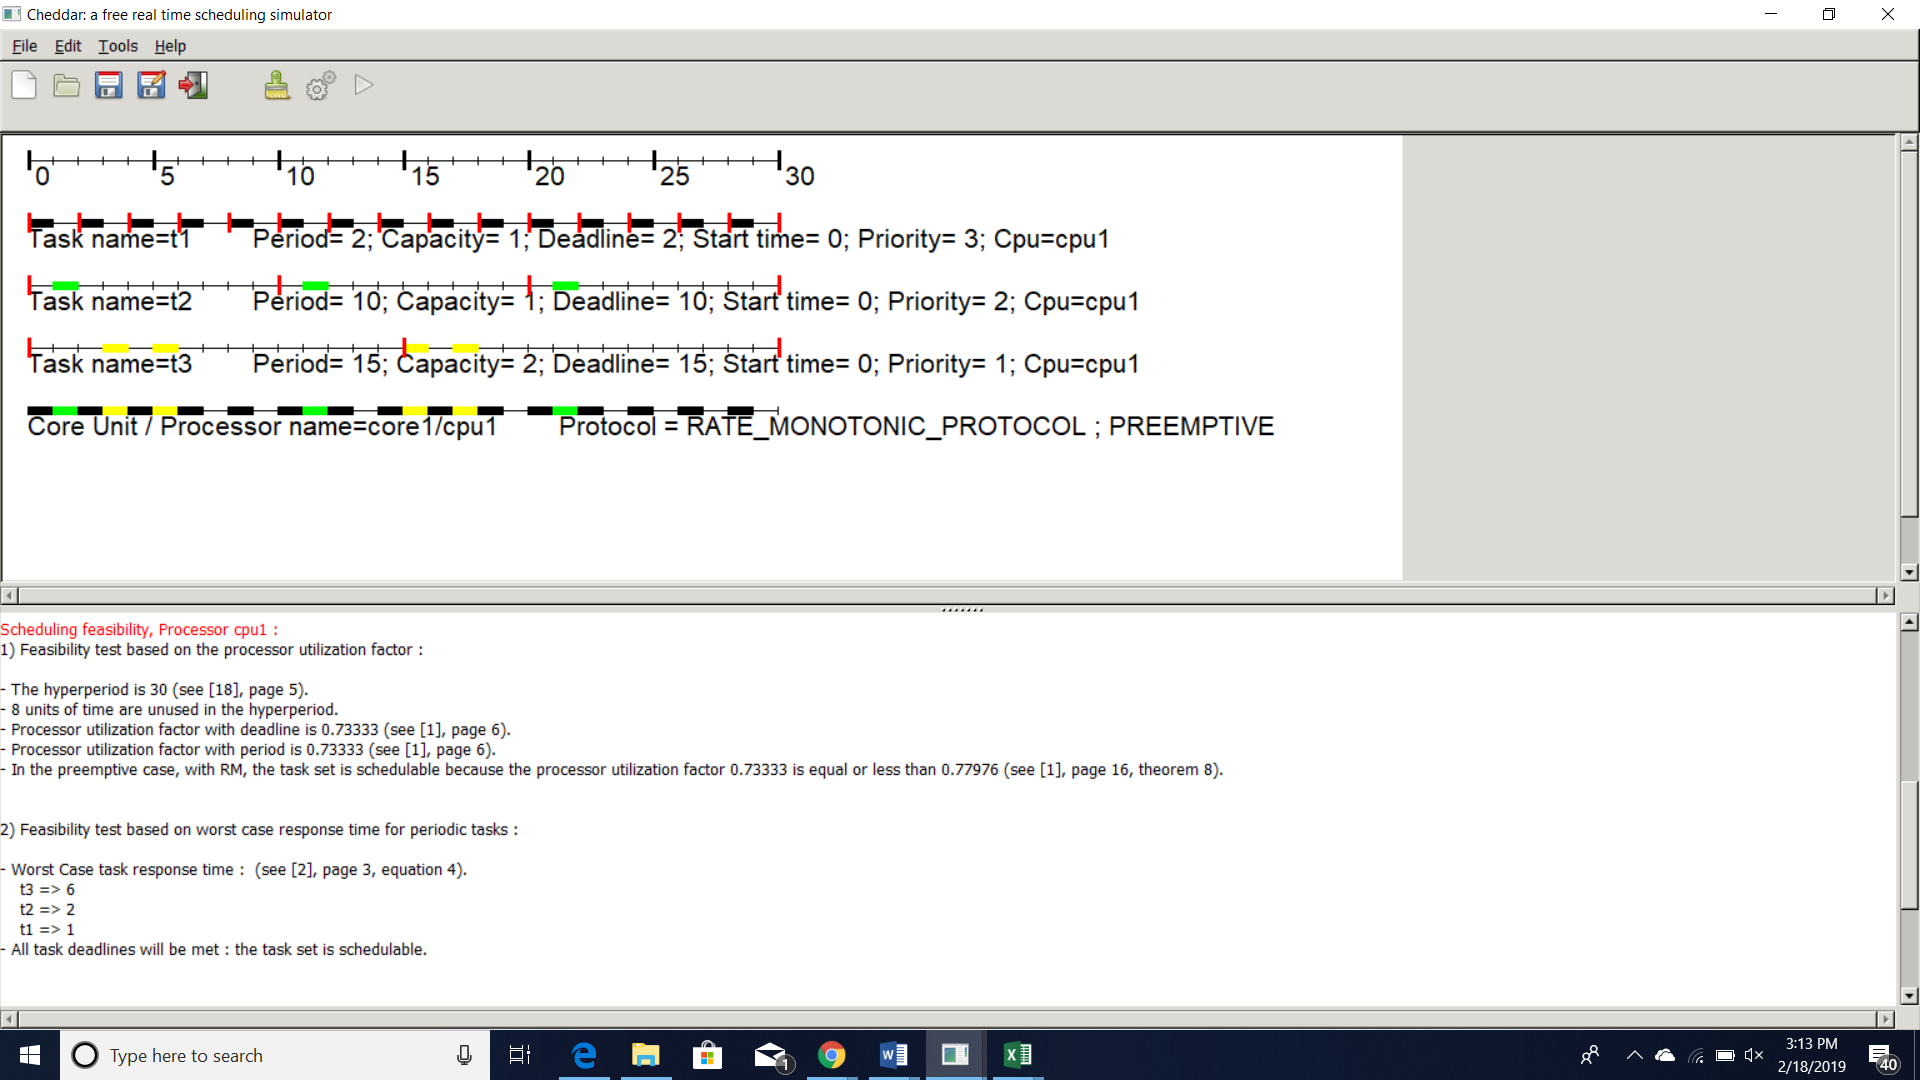 Cheddar: a free real time scheduling simulator
File Edit Tools Help
0 5 10 15 20 25 30
Task name=t1 Period= 2; Capacity= 1; Deadline= 2; Start time= 0; Priority= 3; Cpu=cpu1
Task name=t2 Period= 10; Capacity= 1; Deadline= 10; Start time= 0; Priority= 2; Cpu=cpu1
Task name=t3 Period= 15; Capacity= 2; Deadline= 15; Start time= 0; Priority= 1; Cpu=cpu1
Core Unit / Processor name=core1/cpu1 Protocol = RATE_MONOTONIC_PROTOCOL ; PREEMPTIVE
Scheduling feasibility, Processor cpu1 :
1) Feasibility test based on the processor utilization factor :
- The hyperperiod is 30 (see [18], page 5).
- 8 units of time are unused in the hyperperiod.
- Processor utilization factor with deadline is 0.73333 (see [1], page 6).
- Processor utilization factor with period is 0.73333 (see [1], page 6).
- In the preemptive case, with RM, the task set is schedulable because the processor utilization factor 0.73333 is equal or less than 0.77976 (see [1], page 16, theorem 8).
2) Feasibility test based on worst case response time for periodic tasks :
- Worst Case task response time :  (see [2], page 3, equation 4).
t3 => 6
t2 => 2
t1 => 1
- All task deadlines will be met : the task set is schedulable.
Type here to search
1
3:13 PM
2/18/2019
40